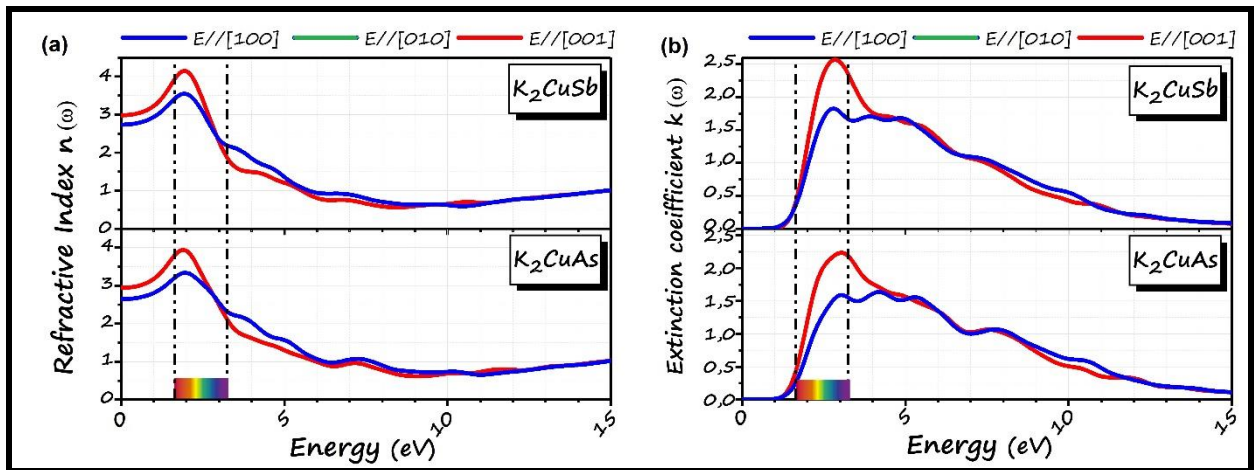 (a)
E//[100] E//[010] E//[001]
Refractive Index n (ω)
4
3
2
1
0
K₂CuSb
4
3
2
1
0
K₂CuAs
0 5 10 15
Energy (eV)
(b)
E//[100] E//[010] E//[001]
Extinction coeifficient k (ω)
2,5
2,0
1,5
1,0
0,5
0,0
K₂CuSb
2,5
2,0
1,5
1,0
0,5
0,0
K₂CuAs
0 5 10 15
Energy (eV)